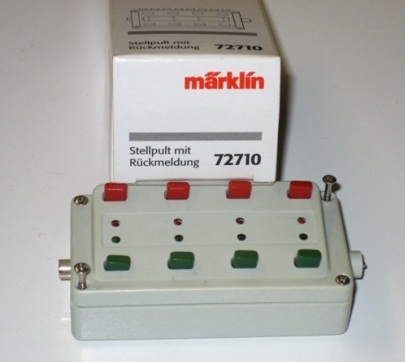 Stellpult mit
Rückmeldung 72710
märklin
Stellpult mit
Rückmeldung 72710